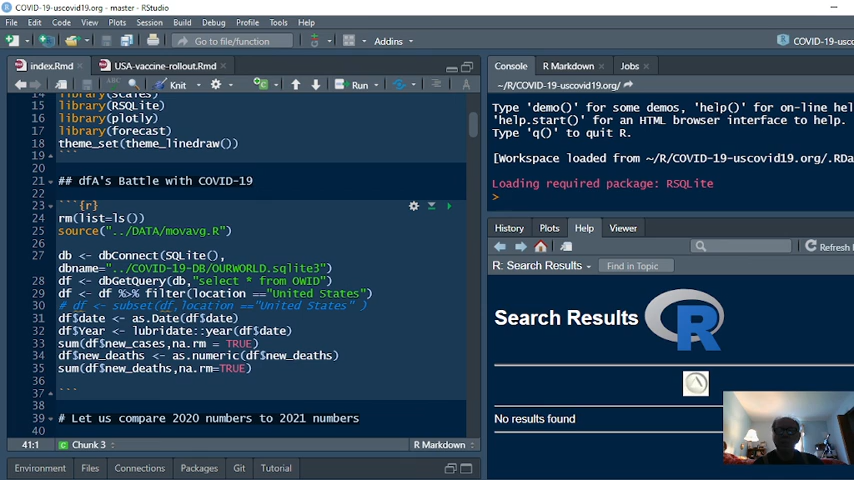 COVID-19-uscovid19.org - master - RStudio
File Edit Code View Plots Session Build Debug Profile Tools Help
Go to file/function Addins COVID-19-
index.Rmd USA-vaccine-rollout.Rmd
Knit Run
14 library(scales)
15 library(RSQLite)
16 library(plotly)
17 library(forecast)
18 theme_set(theme_linedraw())
19 ```
20
21 ## dfA's Battle with COVID-19
22
23 ```{r}
24 rm(list=ls())
25 source("../DATA/movavg.R")
26
27 db <- dbConnect(SQLite(),
dbname="../COVID-19-DB/OURWORLD.sqlite3")
28 df <- dbGetQuery(db,"select * from OWID")
29 df <- df %>% filter(location =="United States")
30 # df <- subset(df,location =="United States" )
31 df$date <- as.Date(df$date)
32 df$Year <- lubridate::year(df$date)
33 sum(df$new_cases,na.rm = TRUE)
34 df$new_deaths <- as.numeric(df$new_deaths)
35 sum(df$new_deaths,na.rm=TRUE)
36
37 ```
38
39 # Let us compare 2020 numbers to 2021 numbers
40
41:1 Chunk 3 R Markdown
Environment Files Connections Packages Git Tutorial
Console R Markdown Jobs
~/R/COVID-19-uscovid19.org/
Type 'demo()' for some demos, 'help()' for on-line hel
'help.start()' for an HTML browser interface to help.
Type 'q()' to quit R.
[Workspace loaded from ~/R/COVID-19-uscovid19.org/.RDa
Loading required package: RSQLite
>
History Plots Help Viewer
Refresh
R: Search Results Find in Topic
Search Results R
No results found